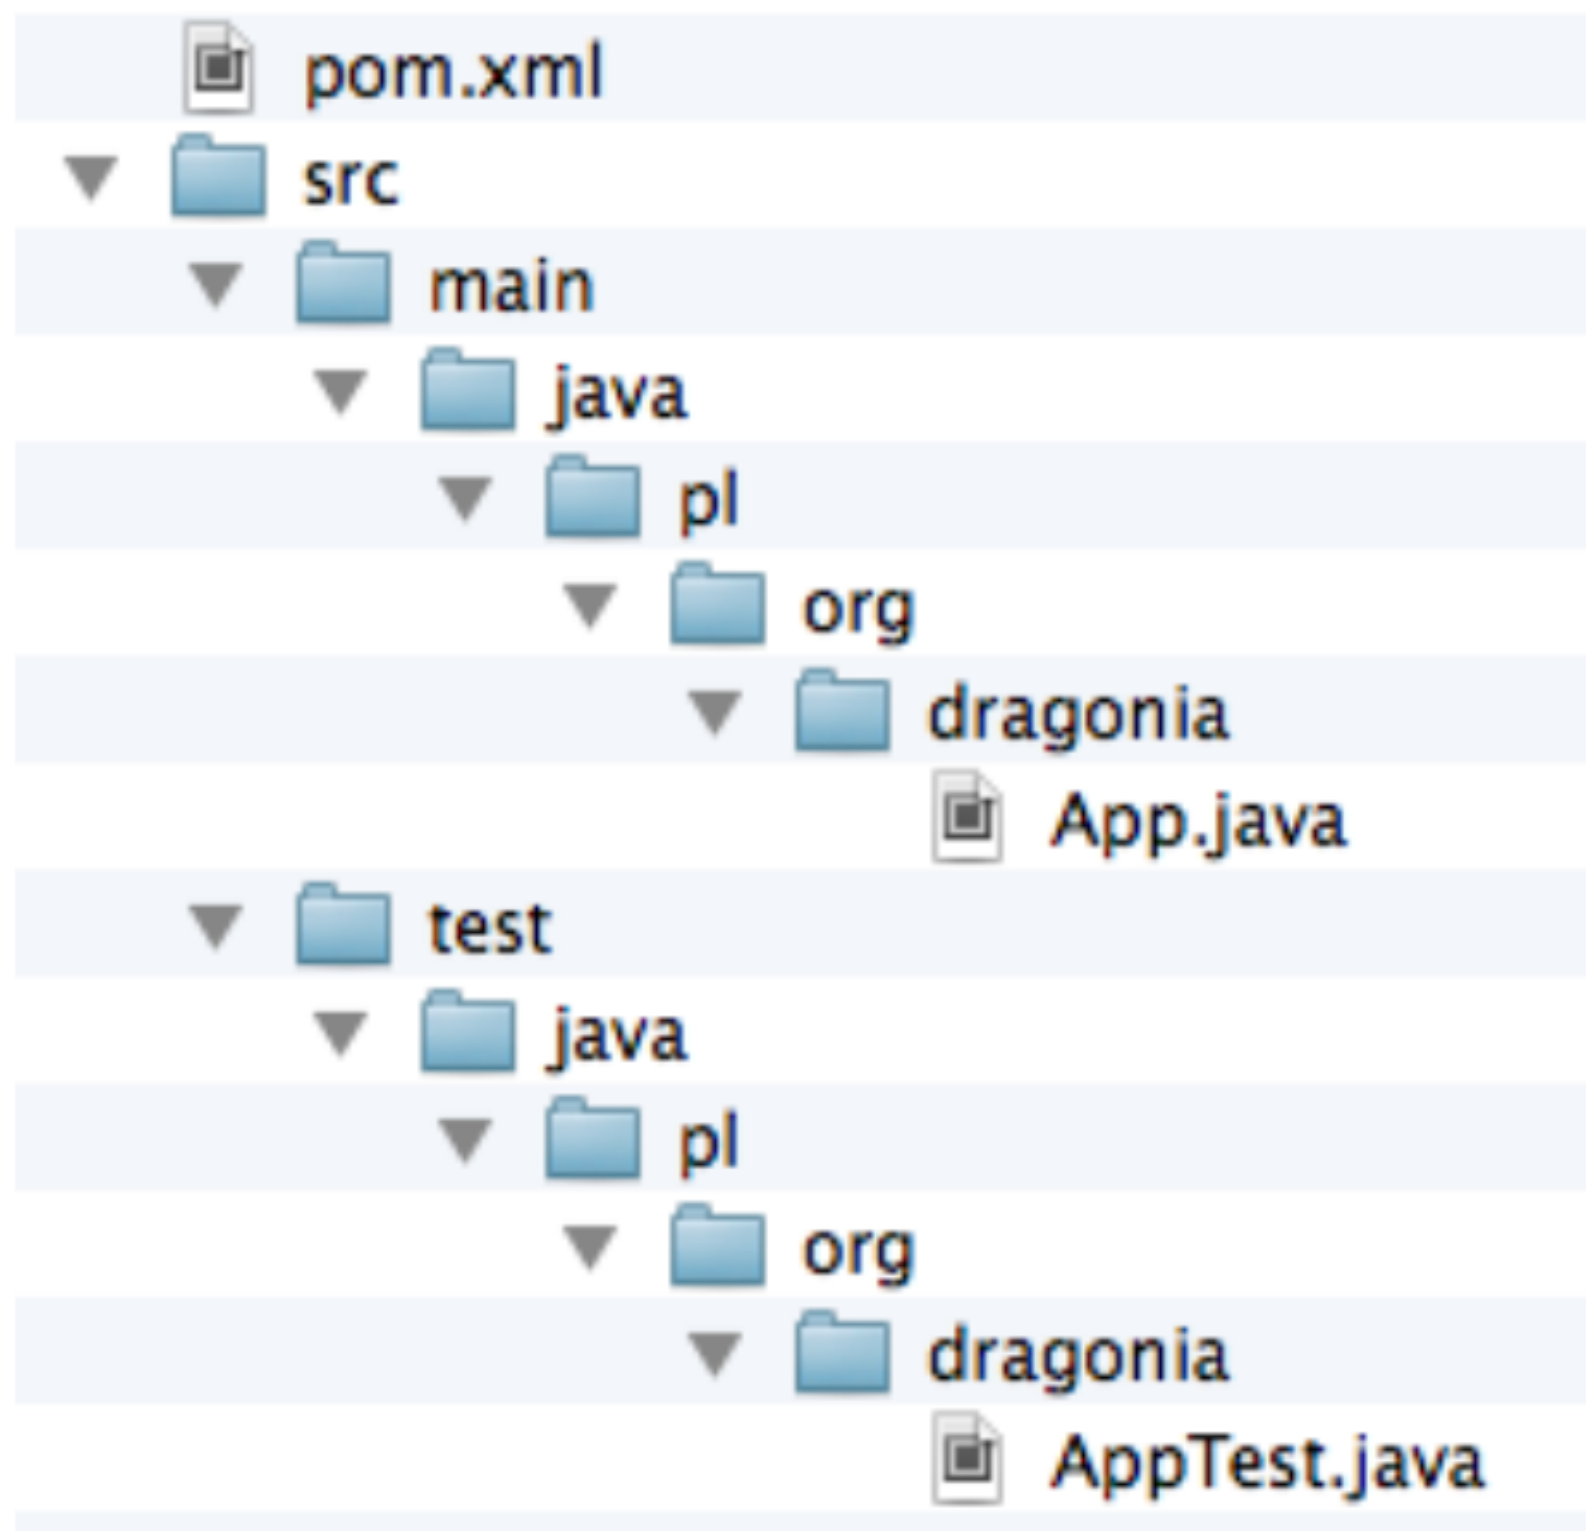 pom.xml
src
main
java
pl
org
dragonia
App.java
test
java
pl
org
dragonia
AppTest.java